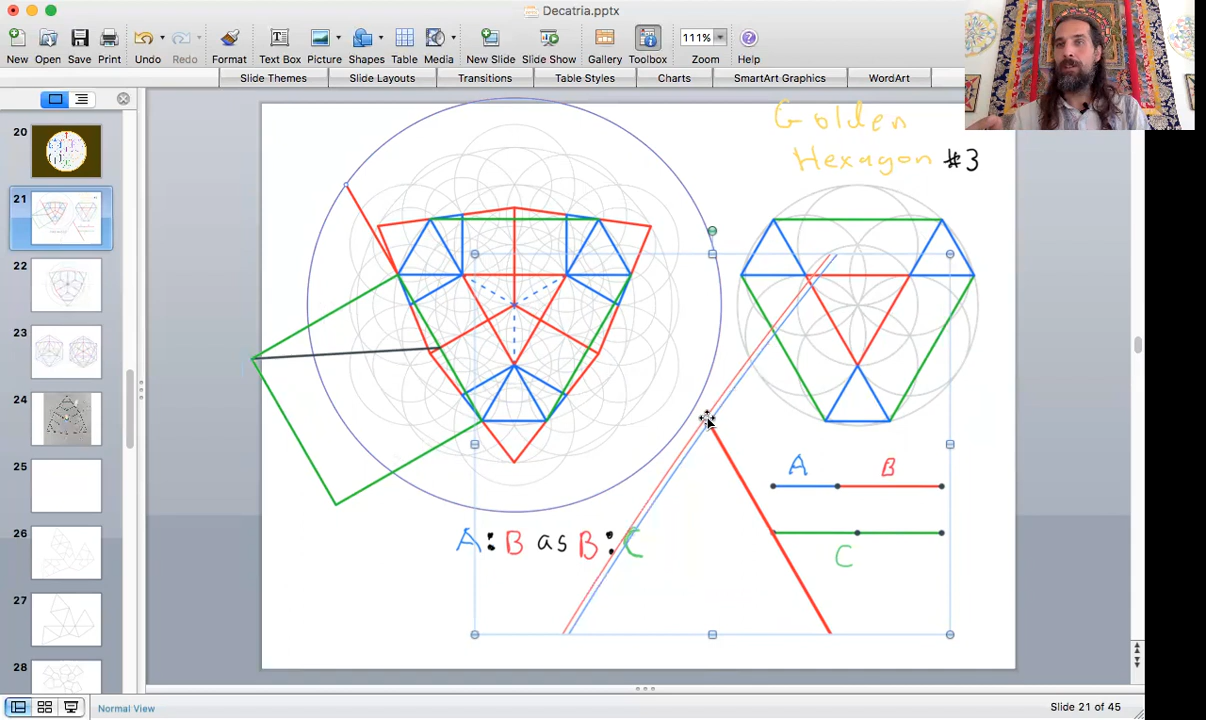 Decatria.pptx
New Open Save Print Undo Redo Format Text Box Picture Shapes Table Media New Slide Slide Show Gallery Toolbox Zoom Help
111%
Slide Themes Slide Layouts Transitions Table Styles Charts SmartArt Graphics WordArt
20
21
22
23
24
25
26
27
28
Golden
Hexagon #3
A B
C
A:B as B:C
Normal View
Slide 21 of 45